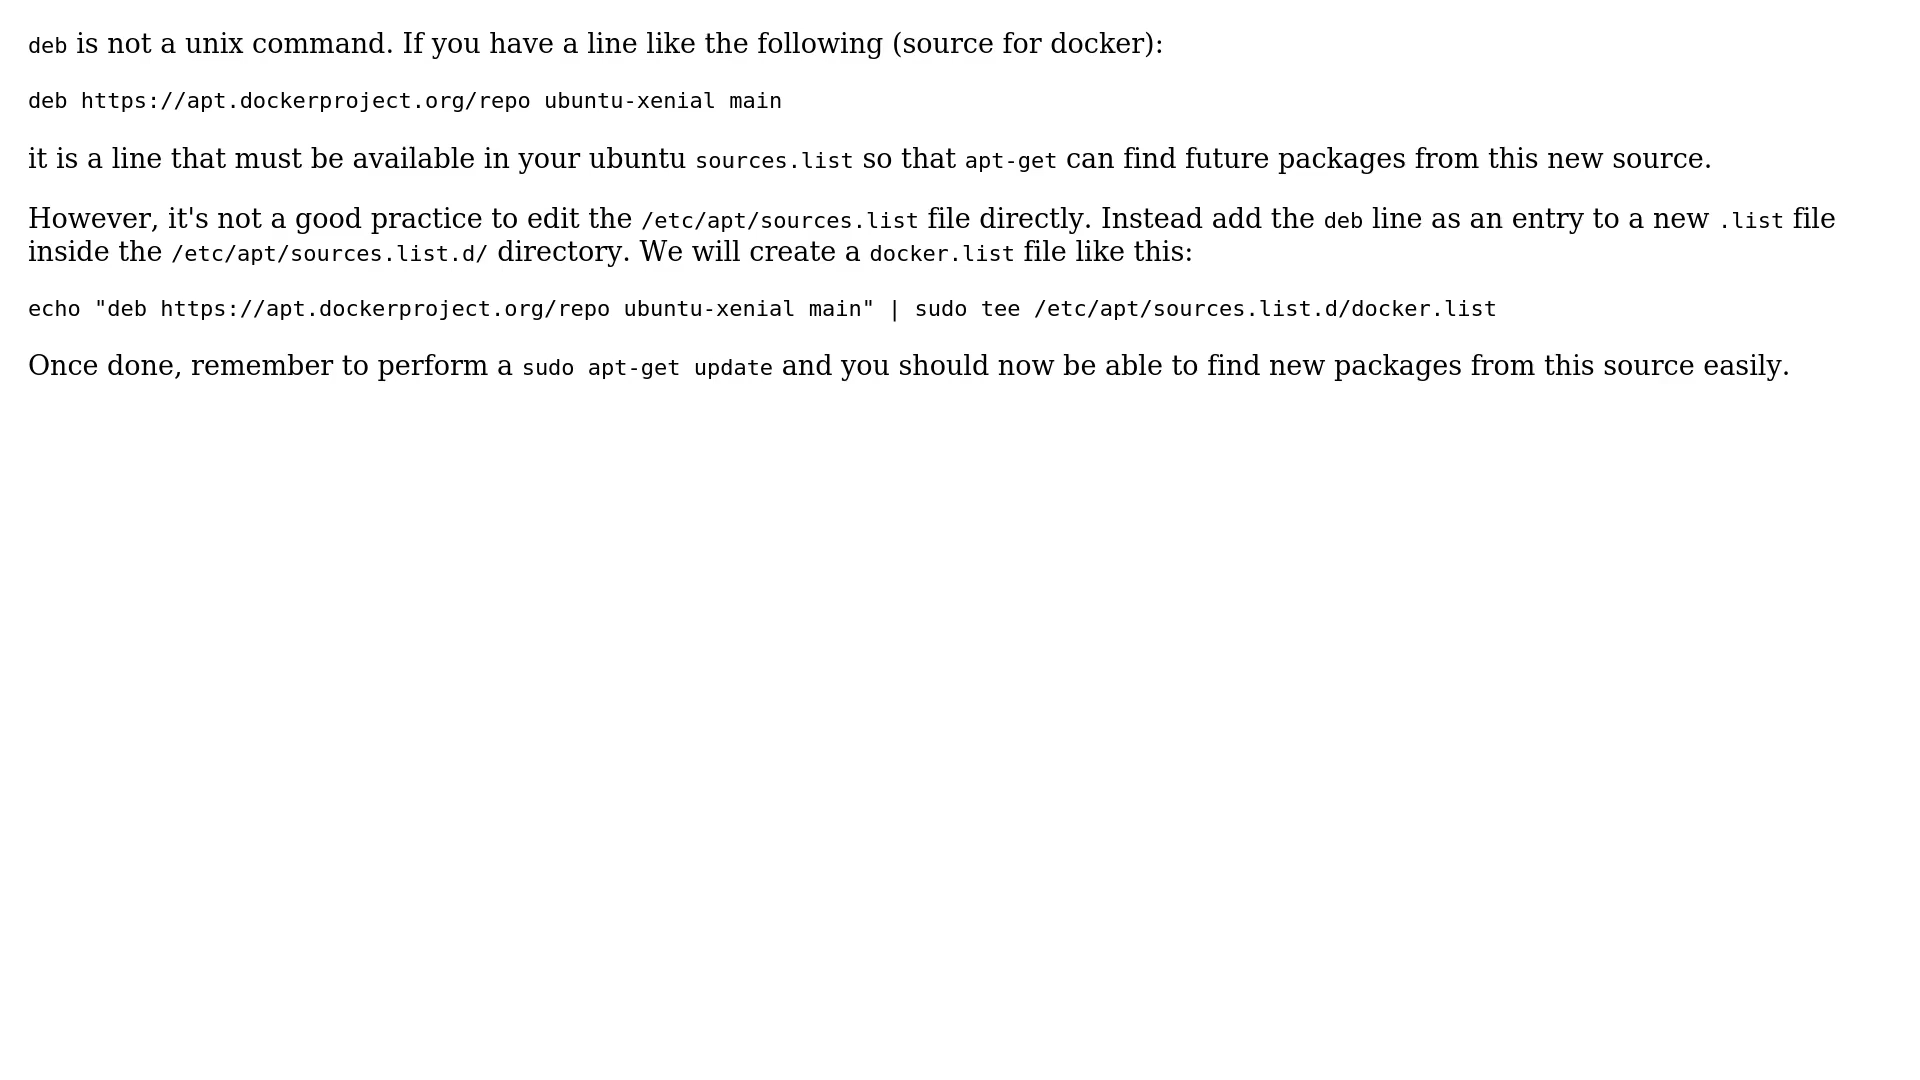 deb is not a unix command. If you have a line like the following (source for docker):
deb https://apt.dockerproject.org/repo ubuntu-xenial main
it is a line that must be available in your ubuntu sources.list so that apt-get can find future packages from this new source.
However, it's not a good practice to edit the /etc/apt/sources.list file directly. Instead add the deb line as an entry to a new .list file
inside the /etc/apt/sources.list.d/ directory. We will create a docker.list file like this:
echo "deb https://apt.dockerproject.org/repo ubuntu-xenial main" | sudo tee /etc/apt/sources.list.d/docker.list
Once done, remember to perform a sudo apt-get update and you should now be able to find new packages from this source easily.